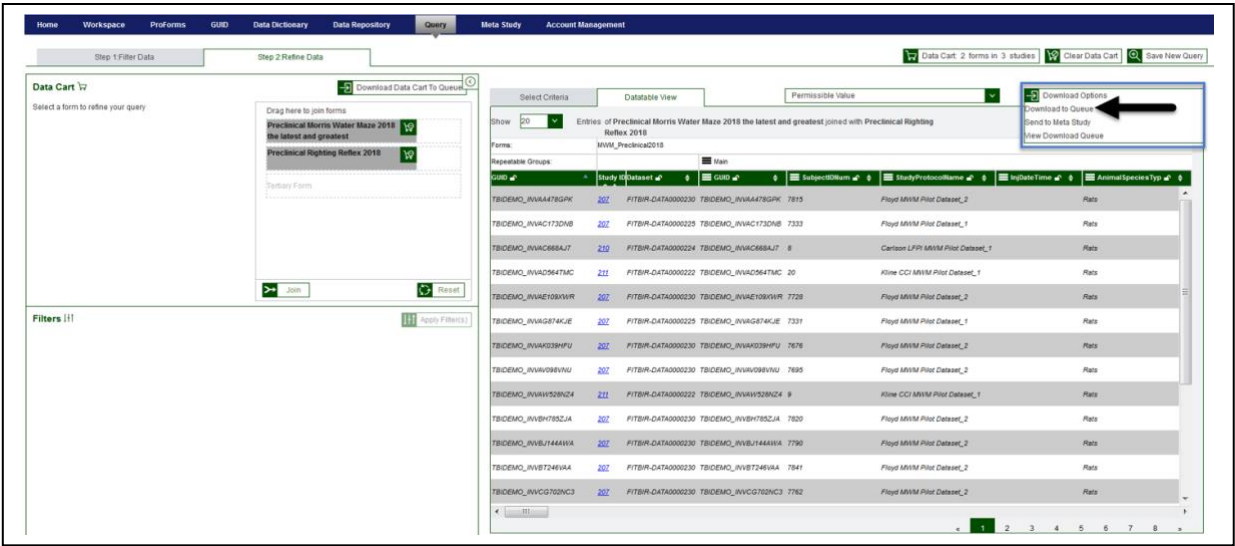 Home Workspace ProForms GUID Data Dictionary Data Repository Query Meta Study Account Management
Step 1:Filter Data Step 2:Refine Data Data Cart: 2 forms in 3 studies Clear Data Cart Save New Query
Data Cart Download Data Cart To Queue
Select a form to refine your query
Drag here to join forms
Preclinical Morris Water Maze 2018
the latest and greatest
Preclinical Righting Reflex 2018
Tertiary Form
Join Reset
Filters Apply Filter(s)
Select Criteria Datatable View Permissible Value Download Options
Download to Queue
Send to Meta Study
View Download Queue
Show 20 Entries of Preclinical Morris Water Maze 2018 the latest and greatest joined with Preclinical Righting
Reflex 2018
Forms: MWM_Preclinical2018
Repeatable Groups: Main
GUID Study ID Dataset GUID SubjectIDNum StudyProtocolName InjDateTime AnimalSpeciesTyp
TBIDEMO_INVAA478GPK 207 FITBIR-DATA0000230 TBIDEMO_INVAA478GPK 7815 Floyd MWM Pilot Dataset_2 Rats
TBIDEMO_INVAC173DNB 207 FITBIR-DATA0000225 TBIDEMO_INVAC173DNB 7333 Floyd MWM Pilot Dataset_1 Rats
TBIDEMO_INVAC668AJ7 210 FITBIR-DATA0000224 TBIDEMO_INVAC668AJ7 8 Carlson LFPI MWM Pilot Dataset_1 Rats
TBIDEMO_INVAD564TMC 211 FITBIR-DATA0000222 TBIDEMO_INVAD564TMC 20 Kline CCI MWM Pilot Dataset_1 Rats
TBIDEMO_INVAE109XWR 207 FITBIR-DATA0000230 TBIDEMO_INVAE109XWR 7728 Floyd MWM Pilot Dataset_2 Rats
TBIDEMO_INVAG874KJE 207 FITBIR-DATA0000225 TBIDEMO_INVAG874KJE 7331 Floyd MWM Pilot Dataset_1 Rats
TBIDEMO_INVAK039HFU 207 FITBIR-DATA0000230 TBIDEMO_INVAK039HFU 7676 Floyd MWM Pilot Dataset_2 Rats
TBIDEMO_INVAV098VNU 207 FITBIR-DATA0000230 TBIDEMO_INVAV098VNU 7695 Floyd MWM Pilot Dataset_2 Rats
TBIDEMO_INVAW528NZ4 211 FITBIR-DATA0000222 TBIDEMO_INVAW528NZ4 9 Kline CCI MWM Pilot Dataset_1 Rats
TBIDEMO_INVBH785ZJA 207 FITBIR-DATA0000230 TBIDEMO_INVBH785ZJA 7820 Floyd MWM Pilot Dataset_2 Rats
TBIDEMO_INVBJ144AWA 207 FITBIR-DATA0000230 TBIDEMO_INVBJ144AWA 7790 Floyd MWM Pilot Dataset_2 Rats
TBIDEMO_INVBT246VAA 207 FITBIR-DATA0000230 TBIDEMO_INVBT246VAA 7841 Floyd MWM Pilot Dataset_2 Rats
TBIDEMO_INVCG702NC3 207 FITBIR-DATA0000230 TBIDEMO_INVCG702NC3 7762 Floyd MWM Pilot Dataset_2 Rats
« 1 2 3 4 5 6 7 8 »